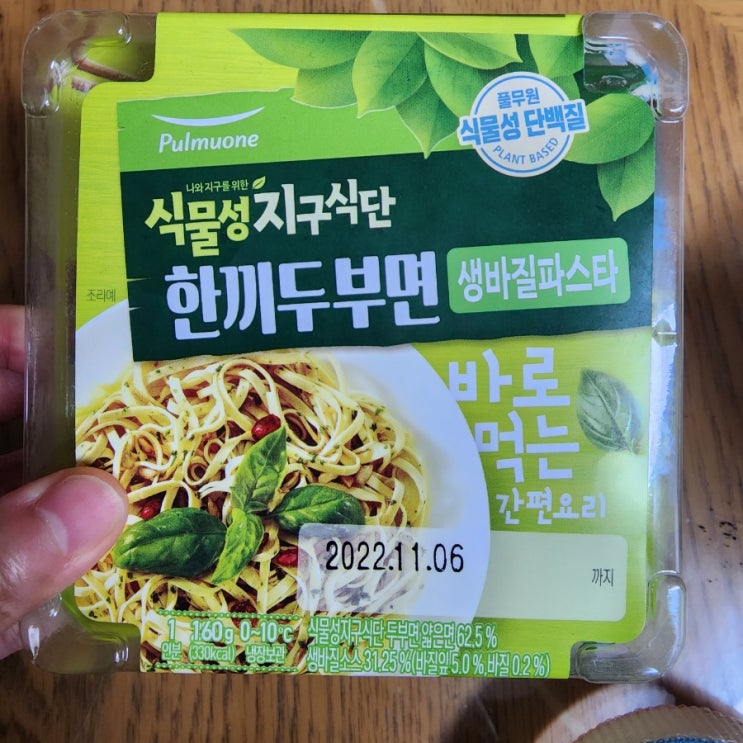 Pulmuone
풀무원
식물성 단백질
PLANT BASED
나와 지구를 위한
식물성지구식단
한끼두부면 생바질파스타
조리예
바로
먹는
간편요리
2022.11.06
까지
1인분 160g (330kcal) 0~10℃ 냉장보관
식물성지구식단 두부면 얇은면 62.5 %
생바질소스 31.25 % (바질잎 5.0 %, 바질 0.2 %)